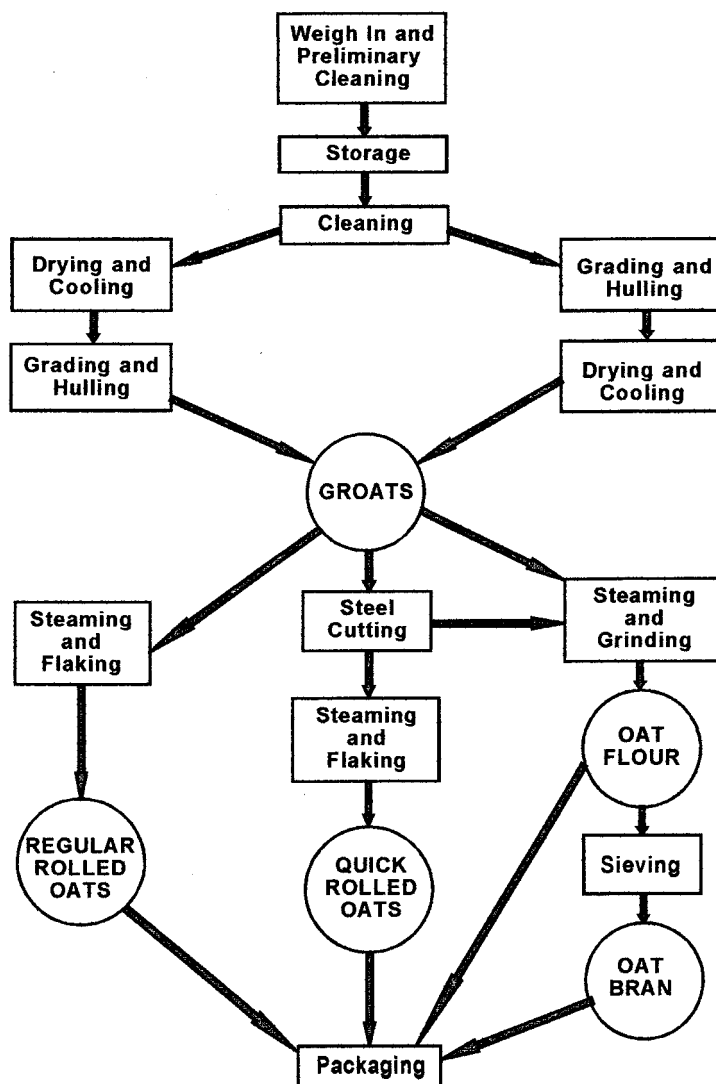 Weigh In and
Preliminary
Cleaning
Storage
Cleaning
Drying and
Cooling
Grading and
Hulling
Grading and
Hulling
Drying and
Cooling
GROATS
Steaming
and
Flaking
Steel
Cutting
Steaming
and
Grinding
Steaming
and
Flaking
OAT
FLOUR
REGULAR
ROLLED
OATS
QUICK
ROLLED
OATS
Sieving
OAT
BRAN
Packaging